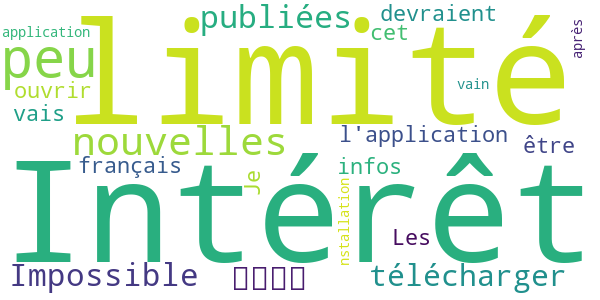 application
publiées
devraient
cet
après
peu
limité
ouvrir
vain
vais
nouvelles
l'application
être
français
Je
infos
Intérêt
nstallation
Les
Impossible
télécharger